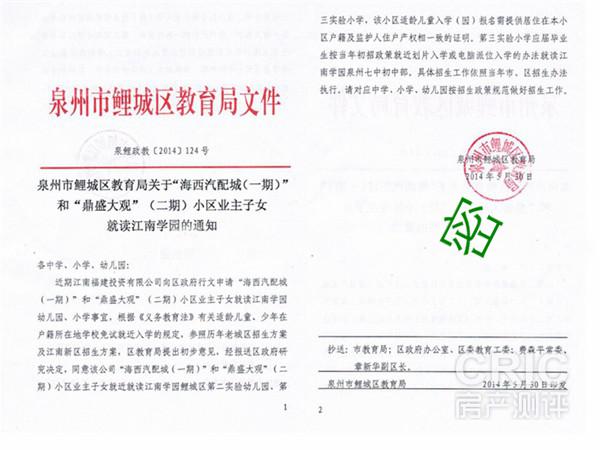 泉州市鲤城区教育局文件
泉鲤政教〔2014〕124号
泉州市鲤城区教育局关于“海西汽配城(一期)”
和“鼎盛大观”(二期)小区业主子女
就读江南学园的通知
各中学、小学、幼儿园:
近期江南福建投资有限公司向区政府行文申请“海西汽配城
(一期)”和“鼎盛大观”(二期)小区业主子女就读江南学园
幼儿园、小学事宜,根据《义务教育法》有关适龄儿童、少年在
户籍所在地学校免试就近入学的规定,参照历年老城区招生方案
及江南新区招生方案,区教育局提出初步意见,经报送区政府研
究决定,同意该公司“海西汽配城(一期)”和“鼎盛大观”(二
期)小区业主子女就近就读江南学园鲤城区第二实验幼儿园、第
1
三实验小学,该小区适龄儿童入学(园)报名需提供居住在本小
区户籍及监护人住户产权相一致的证明。第三实验小学应届毕业
生按当年初招政策就近划片入学或电脑派位入学的办法就读江
南学园泉州七中初中部,具体招生工作依照当年市、区招生办法
执行。请对应中学、小学、幼儿园按招生政策规范做好招生工作。
泉州市鲤城区教育局
2014年5月30日
密
抄送:市教育局;区政府办公室、区委教育工委;费森平常委,
章新华副区长。
泉州市鲤城区教育局
2014年5月30日印发
2
CRIC
房产测评